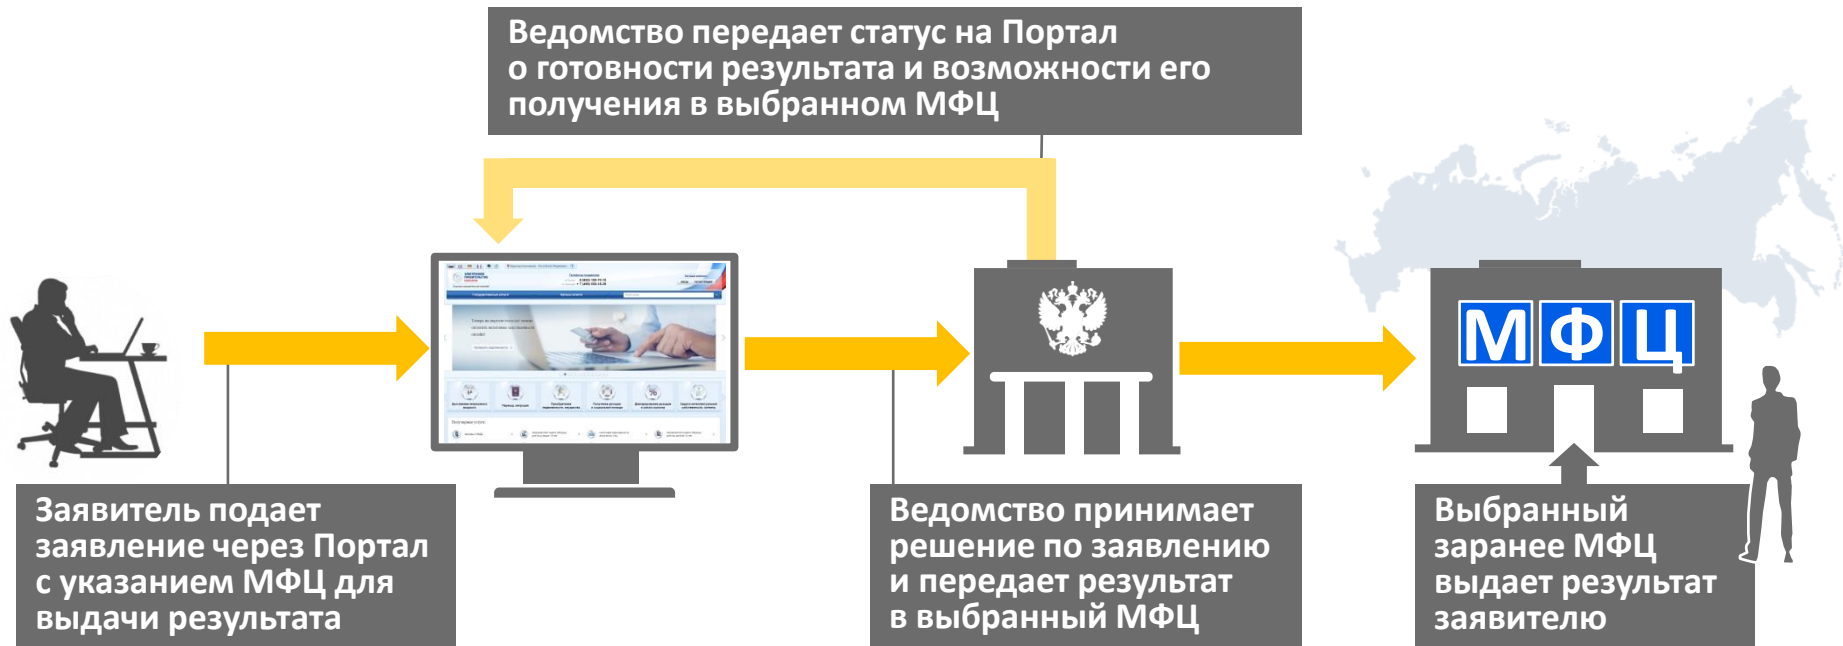 Ведомство передает статус на Портал
о готовности результата и возможности его
получения в выбранном МФЦ
ЭЛЕКТРОННОЕ
ПРАВИТЕЛЬСТВО
МФЦ
Заявитель подает
заявление через Портал
с указанием МФЦ для
выдачи результата
Ведомство принимает
решение по заявлению
и передает результат
в выбранный МФЦ
Выбранный
заранее МФЦ
выдает результат
заявителю